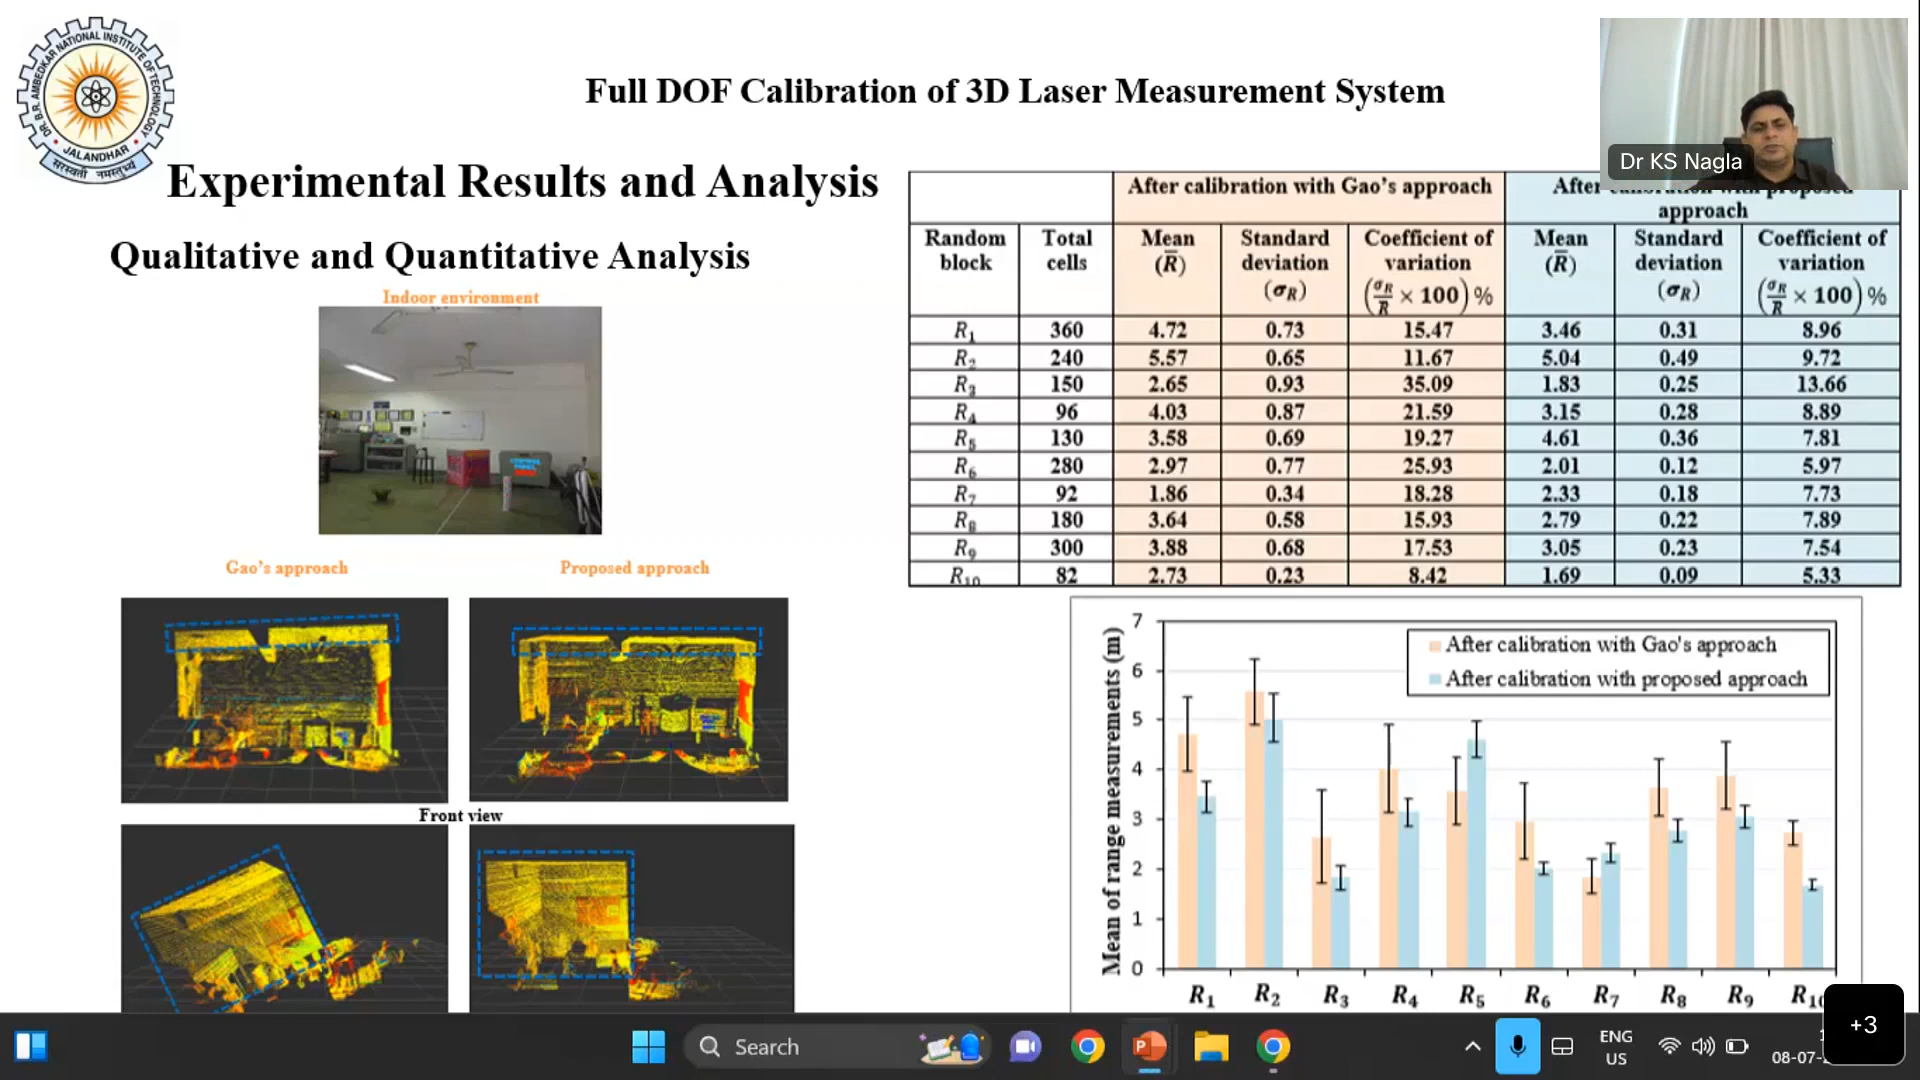 DR. B.R. AMBEDKAR NATIONAL INSTITUTE OF TECHNOLOGY
• JALANDHAR •
Full DOF Calibration of 3D Laser Measurement System
Dr KS Nagla
Experimental Results and Analysis
Qualitative and Quantitative Analysis
Indoor environment
Gao's approach Proposed approach
Front view
After calibration with Gao's approach After calibration with proposed approach
Random block Total cells Mean (R̅) Standard deviation (σR) Coefficient of variation (σR/R̅ × 100) % Mean (R̅) Standard deviation (σR) Coefficient of variation (σR/R̅ × 100) %
R1 360 4.72 0.73 15.47 3.46 0.31 8.96
R2 240 5.57 0.65 11.67 5.04 0.49 9.72
R3 150 2.65 0.93 35.09 1.83 0.25 13.66
R4 96 4.03 0.87 21.59 3.15 0.28 8.89
R5 130 3.58 0.69 19.27 4.61 0.36 7.81
R6 280 2.97 0.77 25.93 2.01 0.12 5.97
R7 92 1.86 0.34 18.28 2.33 0.18 7.73
R8 180 3.64 0.58 15.93 2.79 0.22 7.89
R9 300 3.88 0.68 17.53 3.05 0.23 7.54
R10 82 2.73 0.23 8.42 1.69 0.09 5.33
Mean of range measurements (m)
7
6
5
4
3
2
1
0
After calibration with Gao's approach
After calibration with proposed approach
R1 R2 R3 R4 R5 R6 R7 R8 R9 R10
+3
Search
ENG
US
08-07-